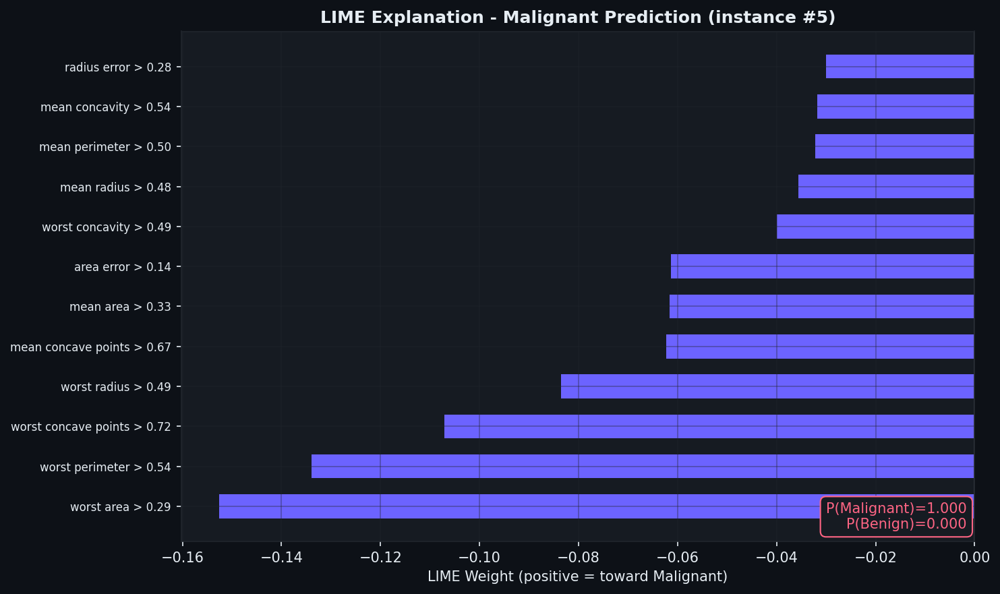 LIME Explanation - Malignant Prediction (instance #5)
radius error > 0.28
mean concavity > 0.54
mean perimeter > 0.50
mean radius > 0.48
worst concavity > 0.49
area error > 0.14
mean area > 0.33
mean concave points > 0.67
worst radius > 0.49
worst concave points > 0.72
worst perimeter > 0.54
worst area > 0.29
P(Malignant)=1.000
P(Benign)=0.000
−0.16 −0.14 −0.12 −0.10 −0.08 −0.06 −0.04 −0.02 0.00
LIME Weight (positive = toward Malignant)